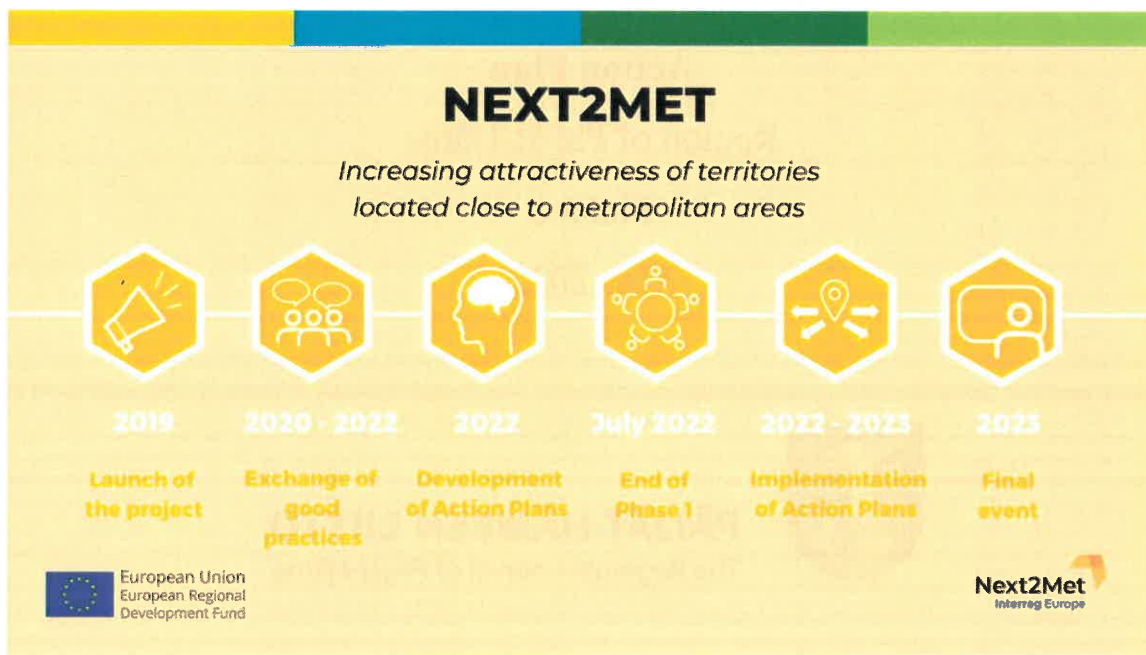 NEXT2MET
Increasing attractiveness of territories
located close to metropolitan areas
2019
Launch of
the project
2020 - 2022
Exchange of
good
practices
2022
Development
of Action Plans
July 2022
End of
Phase 1
2022 - 2023
Implementation
of Action Plans
2023
Final
event
European Union
European Regional
Development Fund
Next2Met
Interreg Europe